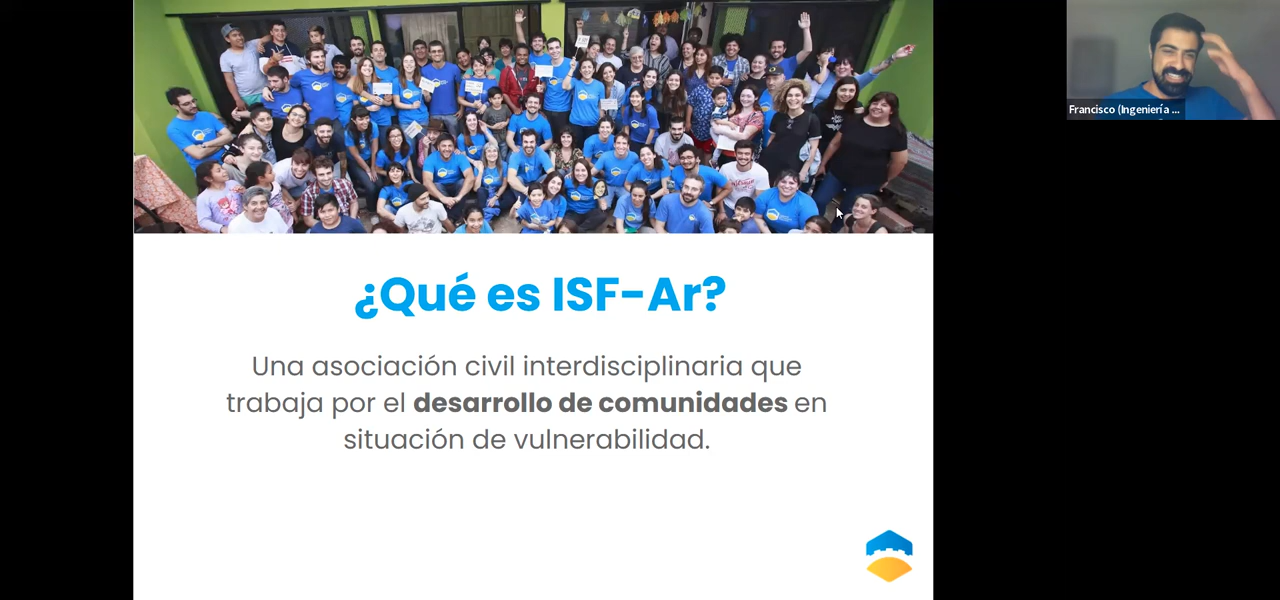 Francisco (Ingeniería ...
¿Qué es ISF-Ar?
Una asociación civil interdisciplinaria que
trabaja por el desarrollo de comunidades en
situación de vulnerabilidad.